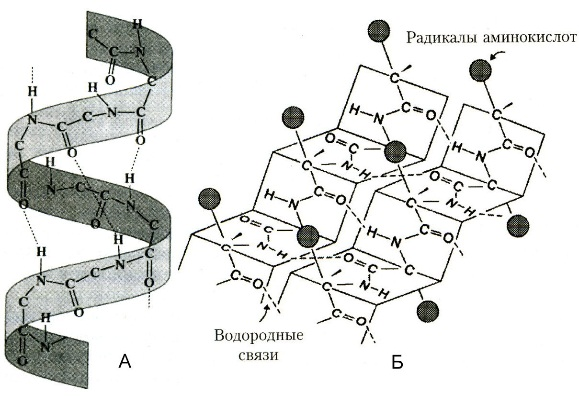 Радикалы аминокислот
Водородные
связи
А
Б